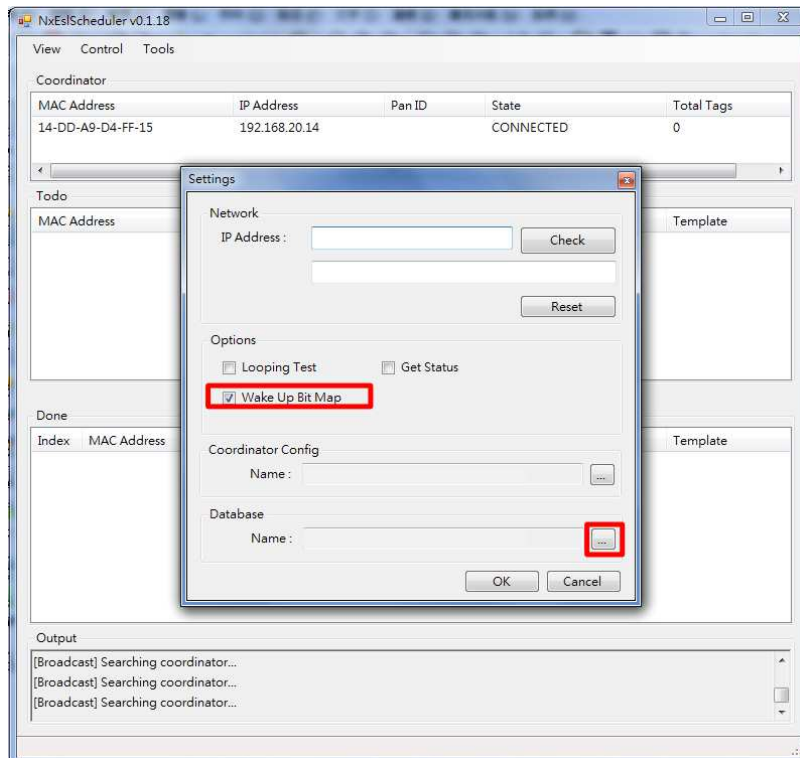 NxEslScheduler v0.1.18
View Control Tools
Coordinator
MAC Address IP Address Pan ID State Total Tags
14-DD-A9-D4-FF-15 192.168.20.14 CONNECTED 0
Settings
Todo
MAC Address Template
Network
IP Address : Check
Reset
Options
Looping Test Get Status
Wake Up Bit Map
Done
Index MAC Address Template
Coordinator Config
Name : ...
Database
Name : ...
OK Cancel
Output
[Broadcast] Searching coordinator...
[Broadcast] Searching coordinator...
[Broadcast] Searching coordinator...